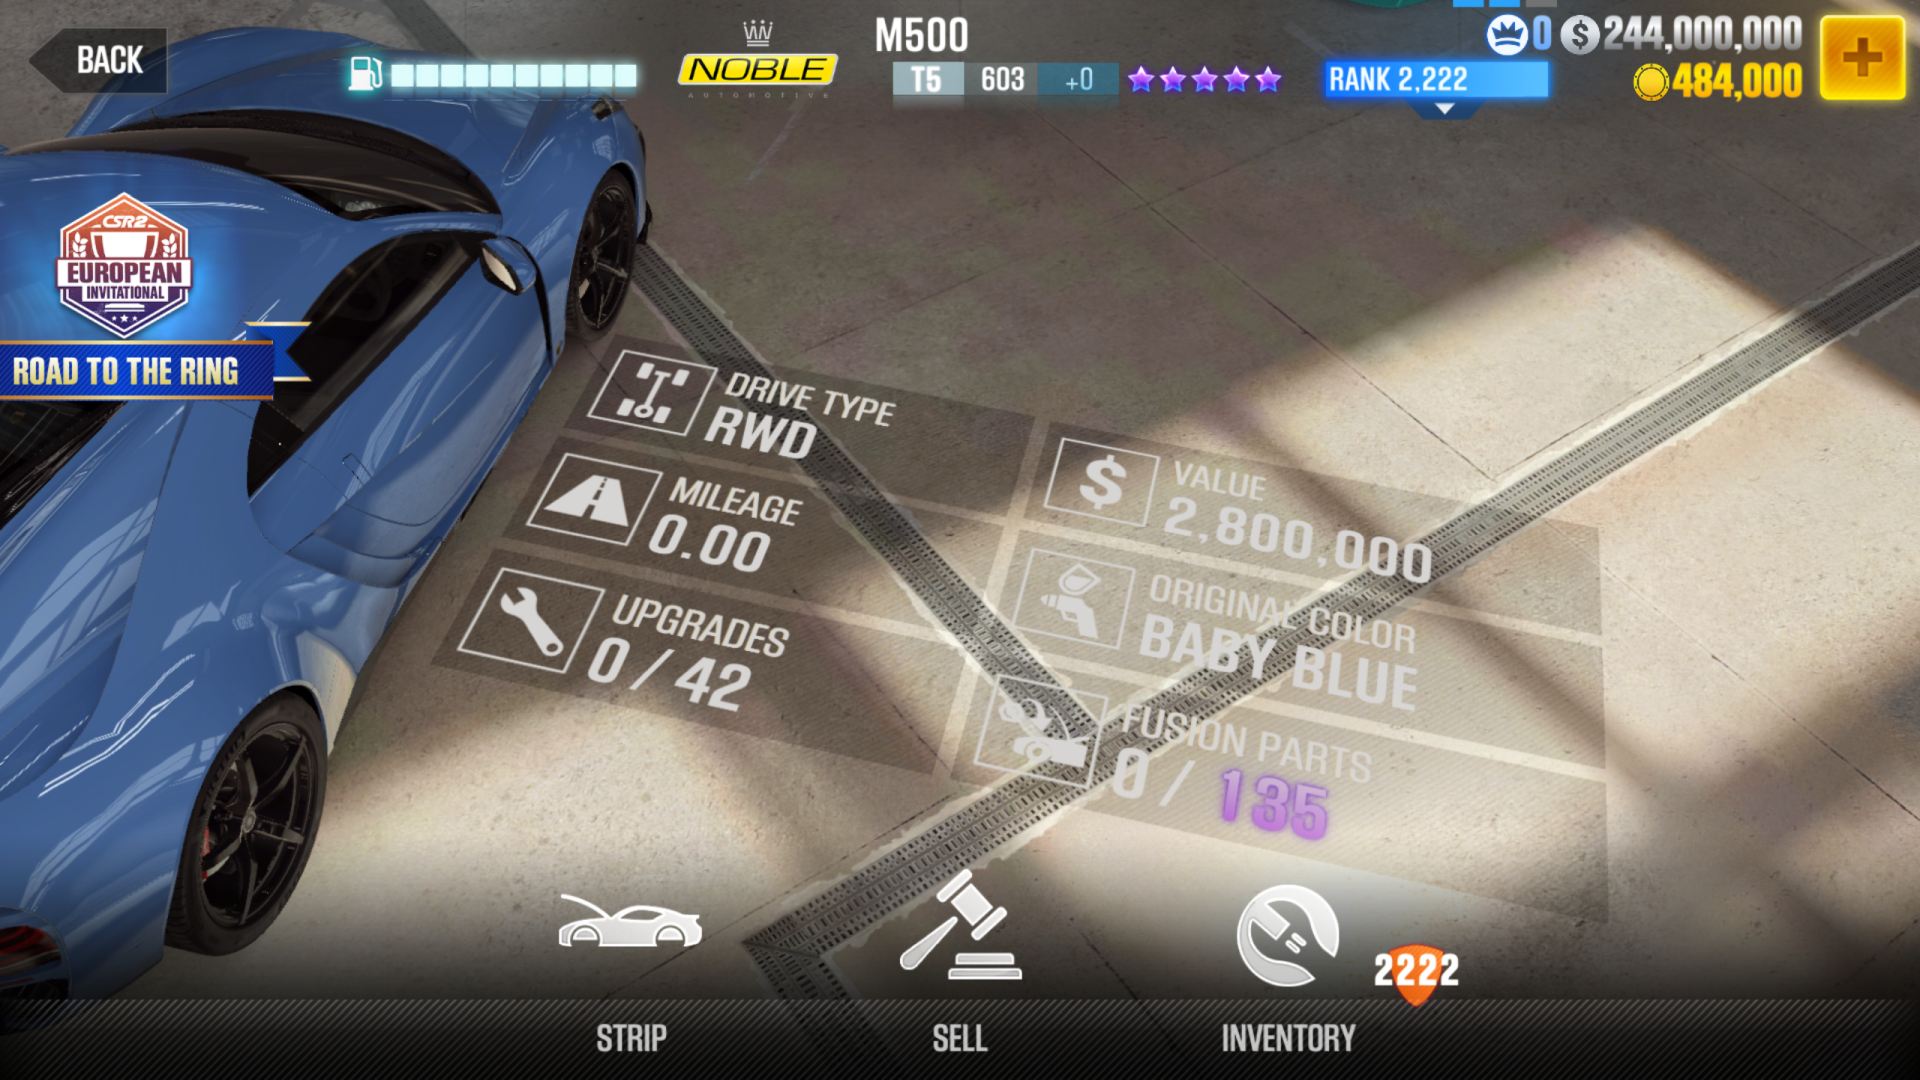 BACK
NOBLE
AUTOMOTIVE
M500
T5 603 +0
RANK 2,222
0 $ 244,000,000
484,000
+
CSR2
EUROPEAN
INVITATIONAL
ROAD TO THE RING
DRIVE TYPE
RWD
MILEAGE
0.00
UPGRADES
0 / 42
$ VALUE
2,800,000
ORIGINAL COLOR
BABY BLUE
FUSION PARTS
0 / 135
2222
STRIP
SELL
INVENTORY